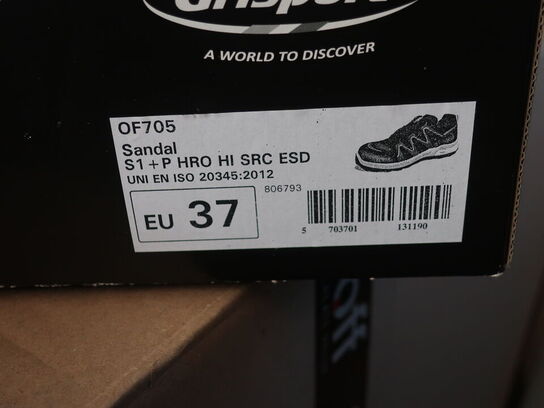 A WORLD TO DISCOVER
OF705
Sandal
S1+P HRO HI SRC ESD
UNI EN ISO 20345:2012
806793
EU 37
5 703701 131190